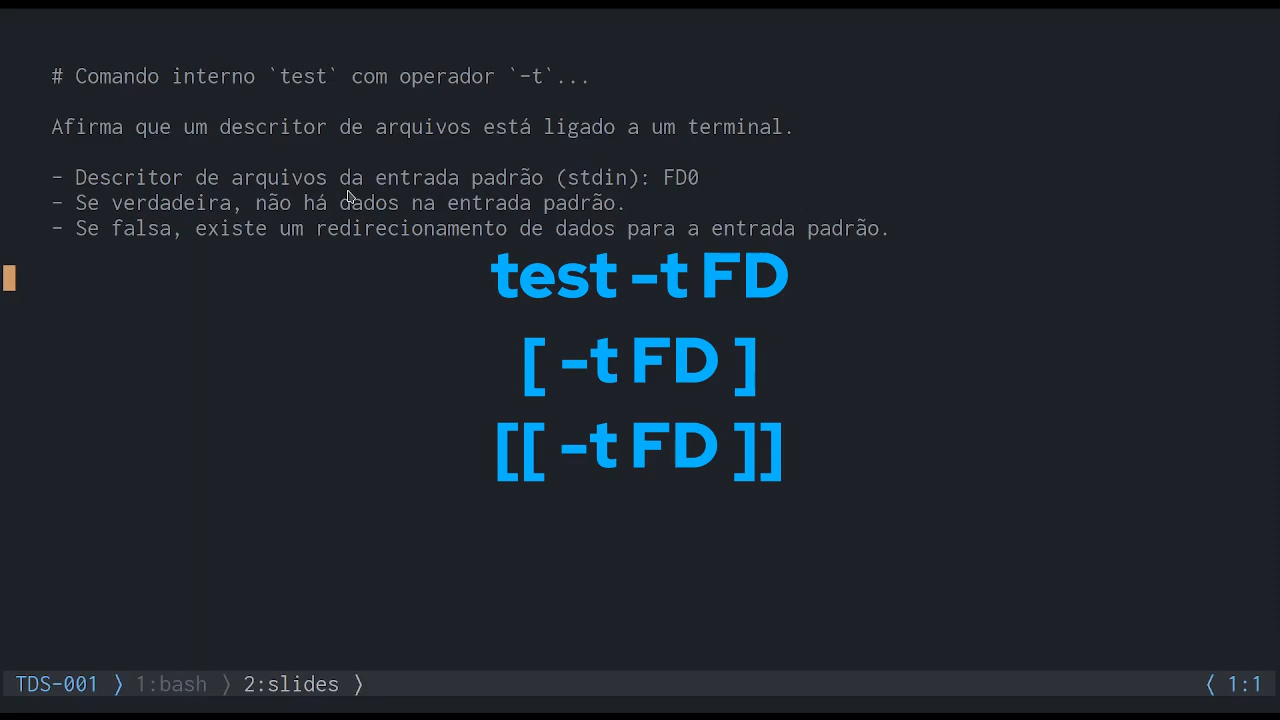 # Comando interno `test` com operador `-t`...
Afirma que um descritor de arquivos está ligado a um terminal.
- Descritor de arquivos da entrada padrão (stdin): FD0
- Se verdadeira, não há dados na entrada padrão.
- Se falsa, existe um redirecionamento de dados para a entrada padrão.
test -t FD
[ -t FD ]
[[ -t FD ]]
TDS-001 ⟩ 1:bash ⟩ 2:slides ⟩ ⟨ 1:1